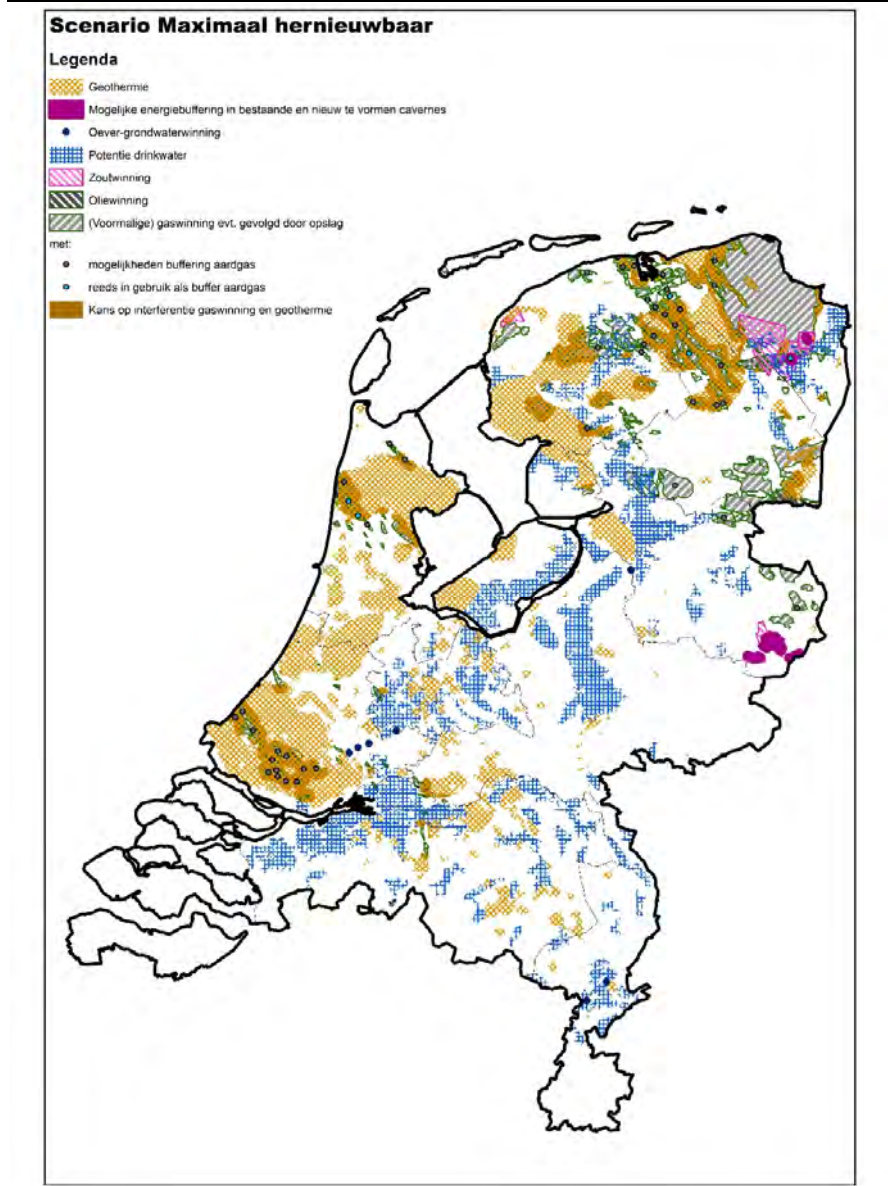 Scenario Maximaal hernieuwbaar
Legenda
Geothermie
Mogelijke energiebuffering in bestaande en nieuw te vormen cavernes
Oever-grondwaterwinning
Potentie drinkwater
Zoutwinning
Oliewinning
(Voormalige) gaswinning evt. gevolgd door opslag
met:
mogelijkheden buffering aardgas
reeds in gebruik als buffer aardgas
Kans op interferentie gaswinning en geothermie